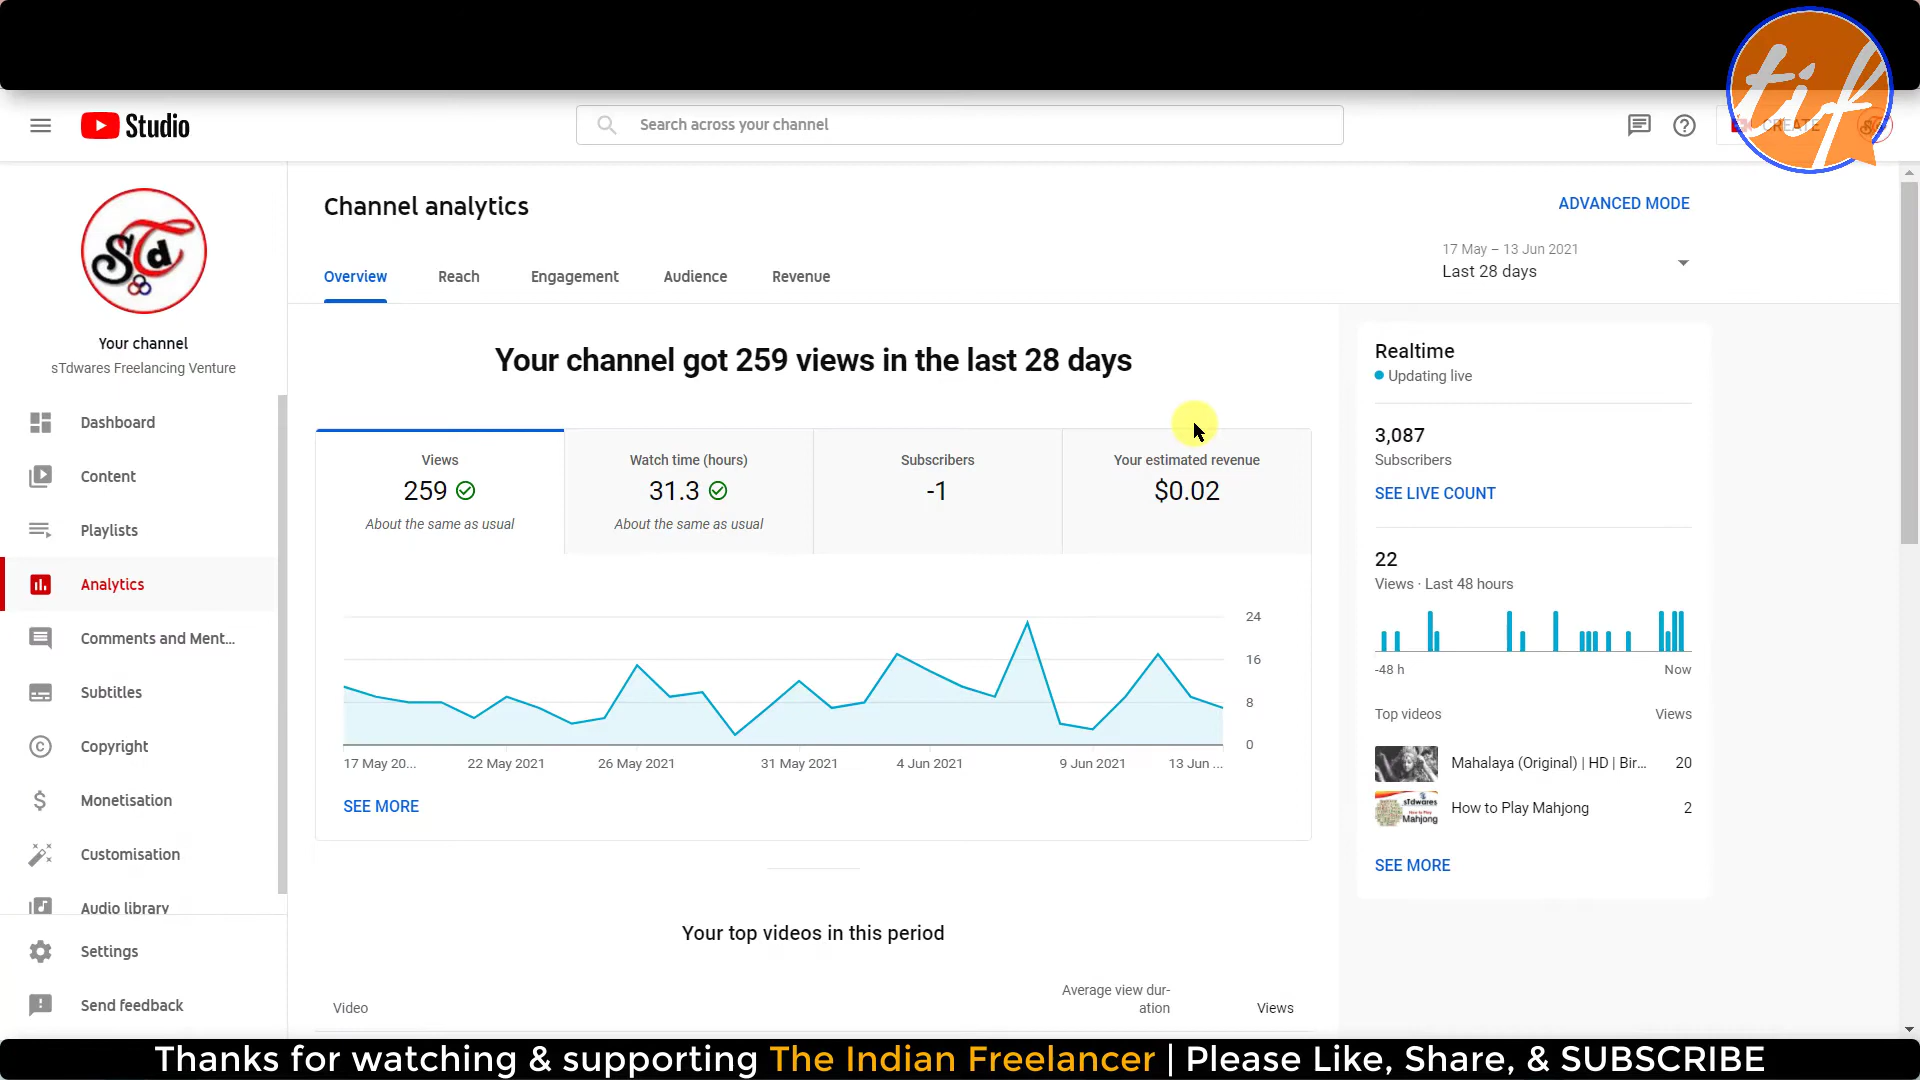 tif
Studio
Search across your channel
CREATE
STd
Your channel
sTdwares Freelancing Venture
Dashboard
Content
Playlists
Analytics
Comments and Ment...
Subtitles
Copyright
Monetisation
Customisation
Audio library
Settings
Send feedback
Channel analytics
ADVANCED MODE
17 May – 13 Jun 2021
Last 28 days
Overview
Reach
Engagement
Audience
Revenue
Your channel got 259 views in the last 28 days
Views
259
About the same as usual
Watch time (hours)
31.3
About the same as usual
Subscribers
-1
Your estimated revenue
$0.02
24
16
8
0
17 May 20...
22 May 2021
26 May 2021
31 May 2021
4 Jun 2021
9 Jun 2021
13 Jun ...
SEE MORE
Your top videos in this period
Video
Average view dur-
ation
Views
Realtime
Updating live
3,087
Subscribers
SEE LIVE COUNT
22
Views · Last 48 hours
-48 h
Now
Top videos
Views
Mahalaya (Original) | HD | Bir...
20
sTdwares
Mahjong
How to Play Mahjong
2
SEE MORE
Thanks for watching & supporting The Indian Freelancer | Please Like, Share, & SUBSCRIBE